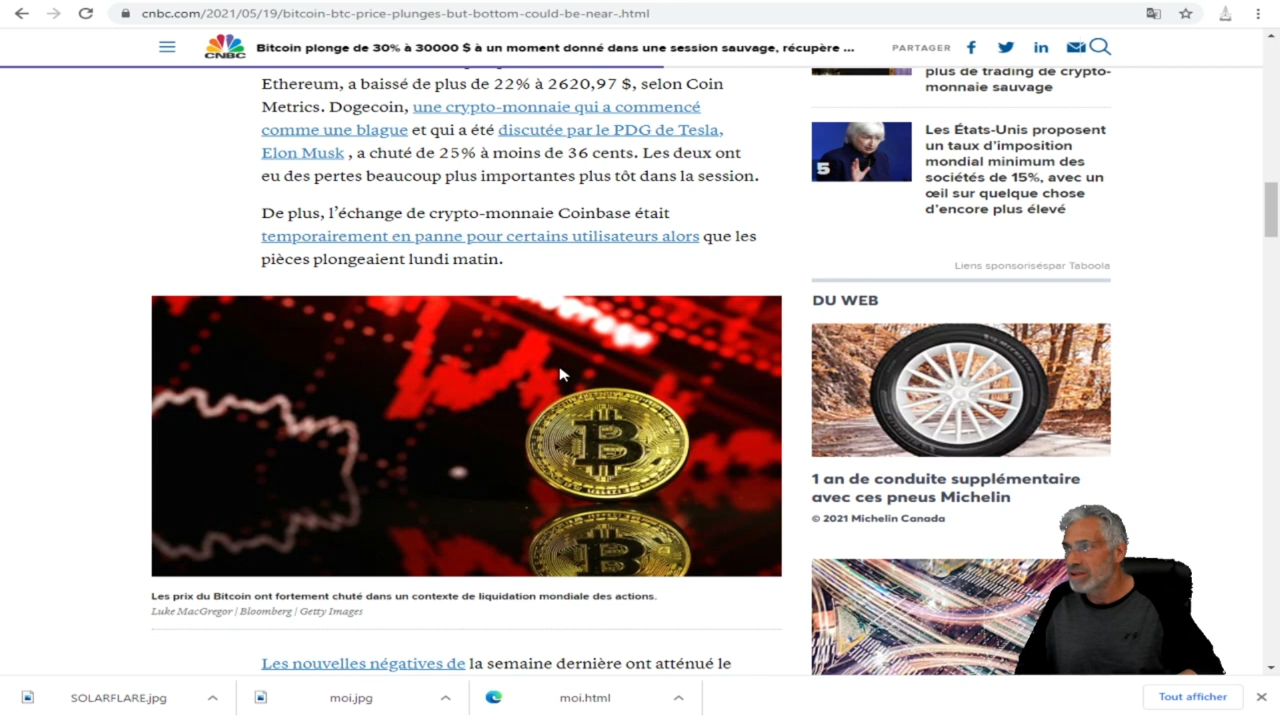 cnbc.com/2021/05/19/bitcoin-btc-price-plunges-but-bottom-could-be-near-.html
CNBC
Bitcoin plonge de 30% à 30000 $ à un moment donné dans une session sauvage, récupère ...
PARTAGER
Ethereum, a baissé de plus de 22% à 2620,97 $, selon Coin
Metrics. Dogecoin, une crypto-monnaie qui a commencé
comme une blague et qui a été discutée par le PDG de Tesla,
Elon Musk , a chuté de 25% à moins de 36 cents. Les deux ont
eu des pertes beaucoup plus importantes plus tôt dans la session.
De plus, l'échange de crypto-monnaie Coinbase était
temporairement en panne pour certains utilisateurs alors que les
pièces plongeaient lundi matin.
Les prix du Bitcoin ont fortement chuté dans un contexte de liquidation mondiale des actions.
Luke MacGregor | Bloomberg | Getty Images
Les nouvelles négatives de la semaine dernière ont atténué le
plus de trading de crypto-
monnaie sauvage
5
Les États-Unis proposent
un taux d'imposition
mondial minimum des
sociétés de 15%, avec un
œil sur quelque chose
d'encore plus élevé
Liens sponsoriséspar Taboola
DU WEB
1 an de conduite supplémentaire
avec ces pneus Michelin
© 2021 Michelin Canada
SOLARFLARE.jpg
moi.jpg
moi.html
Tout afficher